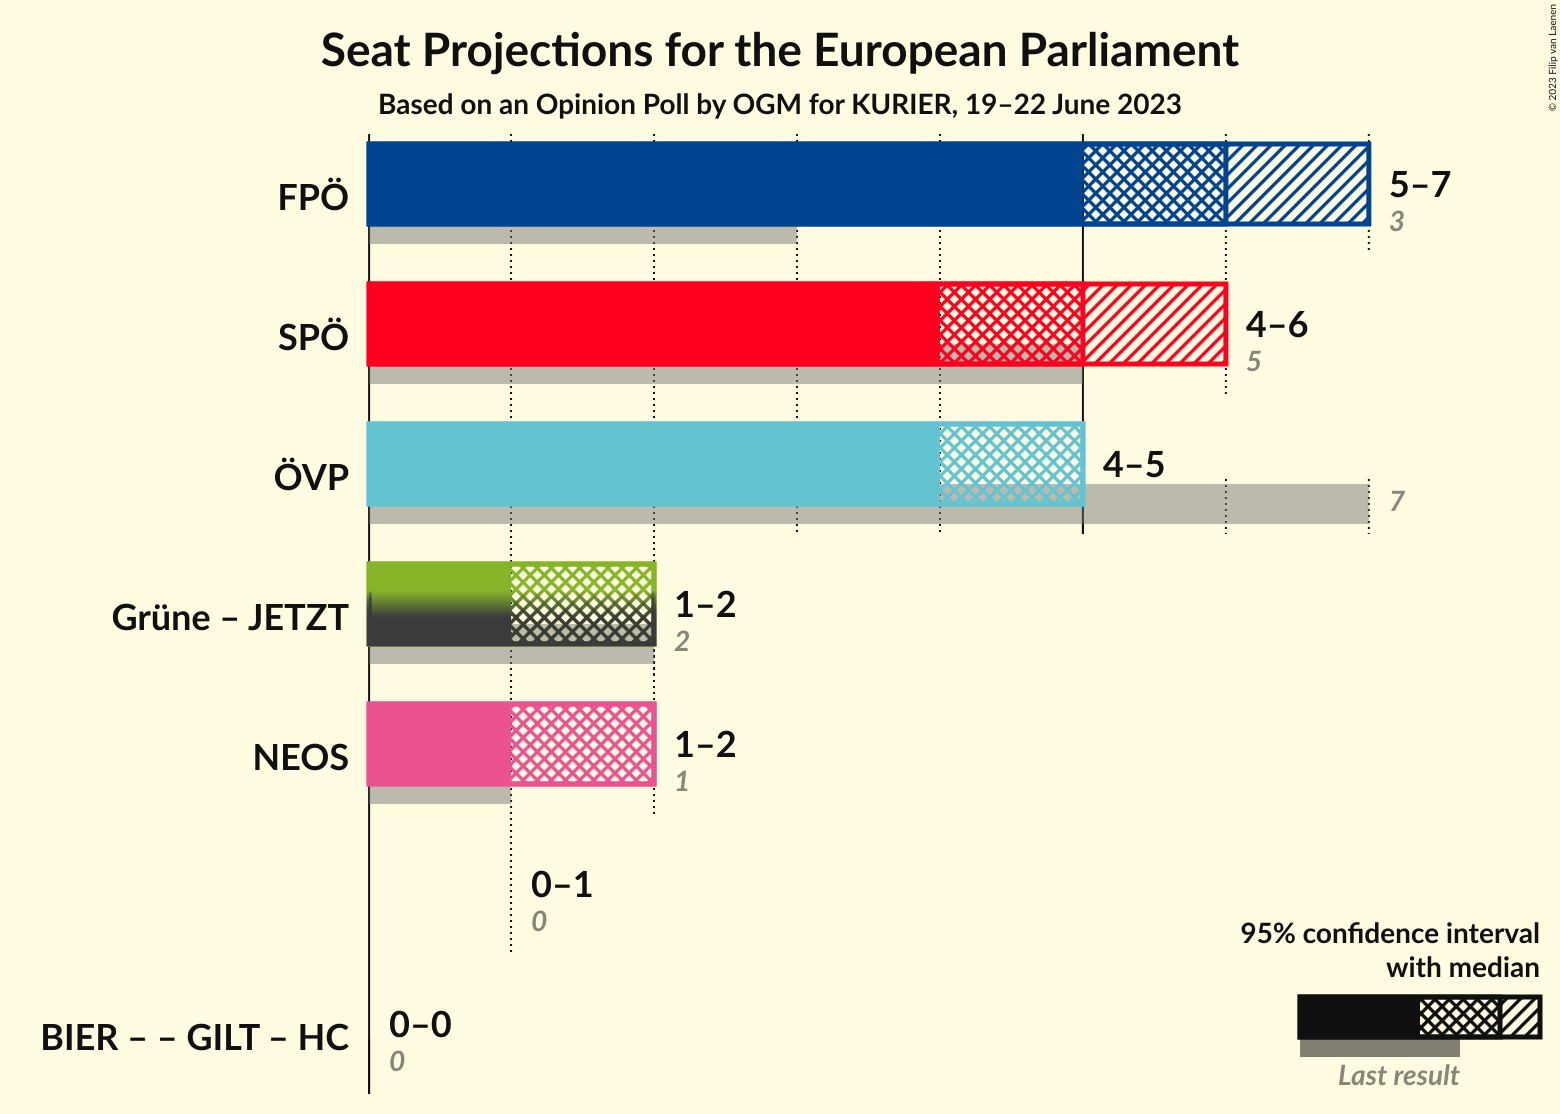 Seat Projections for the European Parliament
Based on an Opinion Poll by OGM for KURIER, 19–22 June 2023
© 2023 Filip van Laenen
FPÖ
5–7
3
SPÖ
4–6
5
ÖVP
4–5
7
Grüne – JETZT
1–2
2
NEOS
1–2
1
0–1
0
BIER – – GILT – HC
0–0
0
95% confidence interval
with median
Last result